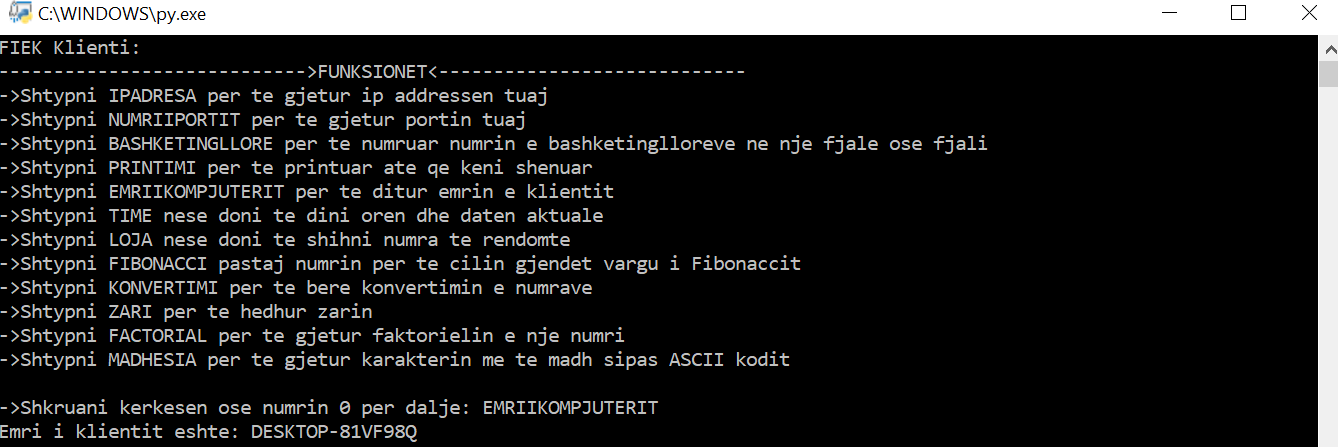 C:\WINDOWS\py.exe
FIEK Klienti:
---------------------------->FUNKSIONET<----------------------------
->Shtypni IPADRESA per te gjetur ip addressen tuaj
->Shtypni NUMRIIPORTIT per te gjetur portin tuaj
->Shtypni BASHKETINGLLORE per te numruar numrin e bashketinglloreve ne nje fjale ose fjali
->Shtypni PRINTIMI per te printuar ate qe keni shenuar
->Shtypni EMRIIKOMPJUTERIT per te ditur emrin e klientit
->Shtypni TIME nese doni te dini oren dhe daten aktuale
->Shtypni LOJA nese doni te shihni numra te rendomte
->Shtypni FIBONACCI pastaj numrin per te cilin gjendet vargu i Fibonaccit
->Shtypni KONVERTIMI per te bere konvertimin e numrave
->Shtypni ZARI per te hedhur zarin
->Shtypni FACTORIAL per te gjetur faktorielin e nje numri
->Shtypni MADHESIA per te gjetur karakterin me te madh sipas ASCII kodit
->Shkruani kerkesen ose numrin 0 per dalje: EMRIIKOMPJUTERIT
Emri i klientit eshte: DESKTOP-81VF98Q